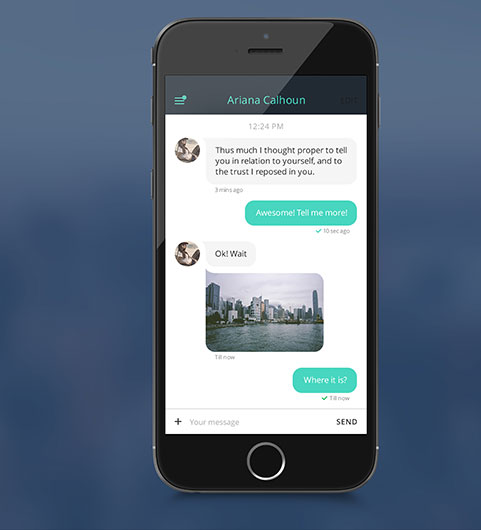 Ariana Calhoun EDIT
12:24 PM
Thus much I thought proper to tell
you in relation to yourself, and to
the trust I reposed in you.
3 mins ago
Awesome! Tell me more!
10 sec ago
Ok! Wait
Till now
Where it is?
Till now
+ Your message SEND